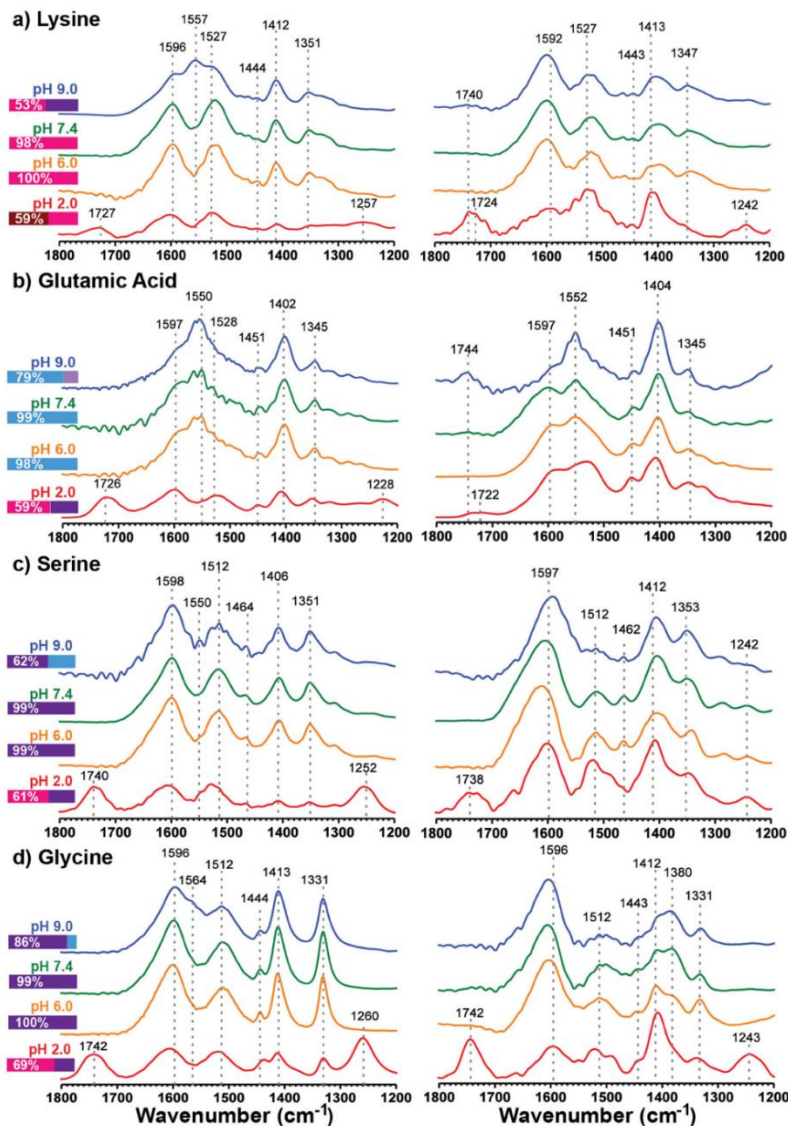 a) Lysine
1557
1412
1596
1527
1351
1444
pH 9.0
53%
pH 7.4
98%
pH 6.0
100%
pH 2.0
59%
1727
1257
1800 1700 1600 1500 1400 1300 1200
1527
1413
1592
1443
1347
1740
1724
1242
1800 1700 1600 1500 1400 1300 1200
b) Glutamic Acid
1550
1402
1597
1528
1451
1345
pH 9.0
79%
pH 7.4
99%
pH 6.0
98%
pH 2.0
59%
1726
1228
1800 1700 1600 1500 1400 1300 1200
1552
1404
1597
1451
1345
1744
1722
1800 1700 1600 1500 1400 1300 1200
c) Serine
1512
1598
1550
1464
1406
1351
pH 9.0
62%
pH 7.4
99%
pH 6.0
99%
pH 2.0
61%
1740
1252
1800 1700 1600 1500 1400 1300 1200
1597
1512
1462
1412
1353
1242
1738
1800 1700 1600 1500 1400 1300 1200
d) Glycine
1596
1564
1512
1413
1331
1444
pH 9.0
86%
pH 7.4
99%
pH 6.0
100%
pH 2.0
69%
1742
1260
1800 1700 1600 1500 1400 1300 1200
Wavenumber (cm-1)
1596
1412
1380
1512
1443
1331
1742
1243
1800 1700 1600 1500 1400 1300 1200
Wavenumber (cm-1)